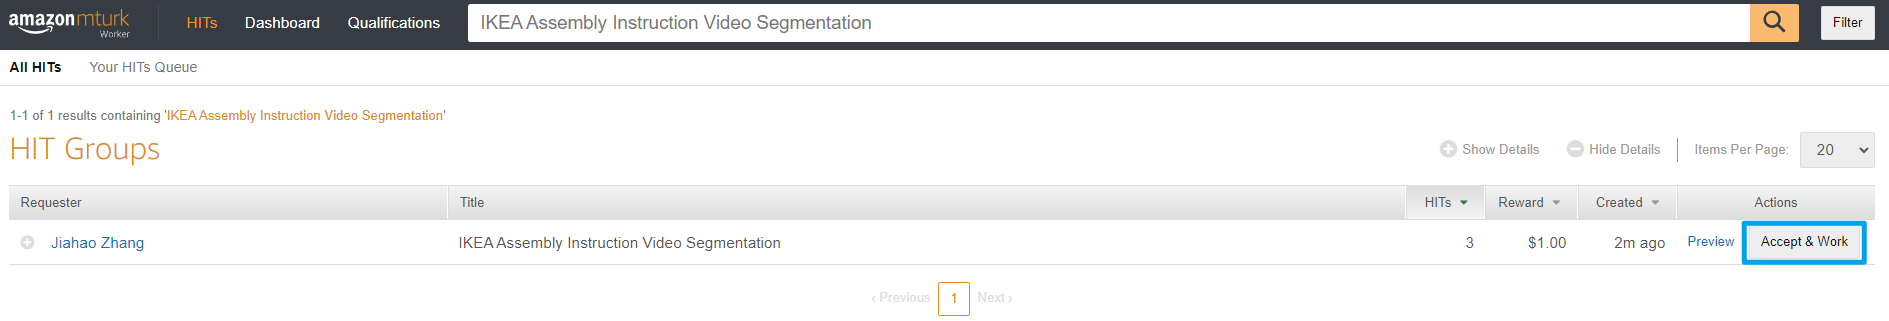 amazonmturk
Worker
HITs Dashboard Qualifications IKEA Assembly Instruction Video Segmentation Filter
All HITs Your HITs Queue
1-1 of 1 results containing 'IKEA Assembly Instruction Video Segmentation'
HIT Groups
Show Details Hide Details Items Per Page: 20
Requester Title HITs Reward Created Actions
Jiahao Zhang IKEA Assembly Instruction Video Segmentation 3 $1.00 2m ago Preview Accept & Work
‹ Previous 1 Next ›